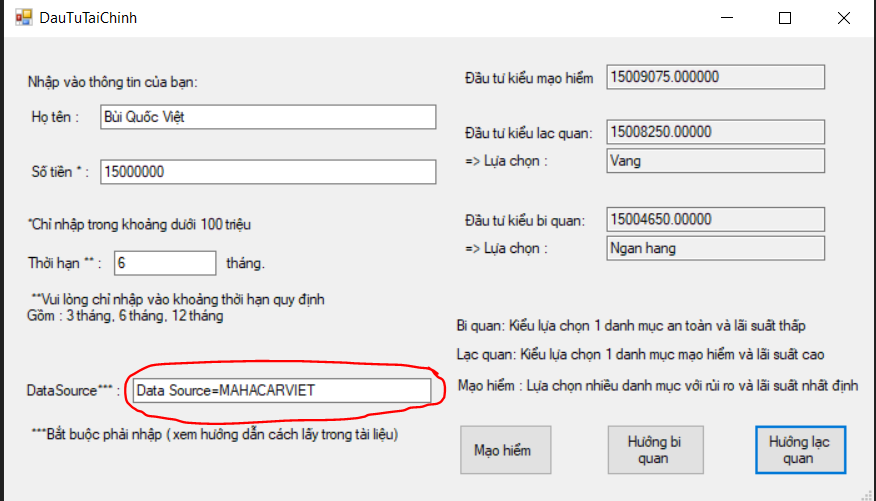 DauTuTaiChinh
Nhập vào thông tin của bạn:
Họ tên :
Bùi Quốc Việt
Số tiền * :
15000000
*Chỉ nhập trong khoảng dưới 100 triệu
Thời hạn ** :
6
tháng.
**Vui lòng chỉ nhập vào khoảng thời hạn quy định
Gồm : 3 tháng, 6 tháng, 12 tháng
DataSource*** :
Data Source=MAHACARVIET
***Bắt buộc phải nhập ( xem hướng dẫn cách lấy trong tài liệu)
Đầu tư kiểu mạo hiểm
15009075.000000
Đầu tư kiểu lac quan:
15008250.00000
=> Lựa chọn :
Vang
Đầu tư kiểu bi quan:
15004650.00000
=> Lựa chọn :
Ngan hang
Bi quan: Kiểu lựa chọn 1 danh mục an toàn và lãi suất thấp
Lạc quan: Kiểu lựa chọn 1 danh mục mạo hiểm và lãi suất cao
Mạo hiểm : Lựa chọn nhiều danh mục với rủi ro và lãi suất nhất định
Mạo hiểm
Hướng bi
quan
Hướng lạc
quan